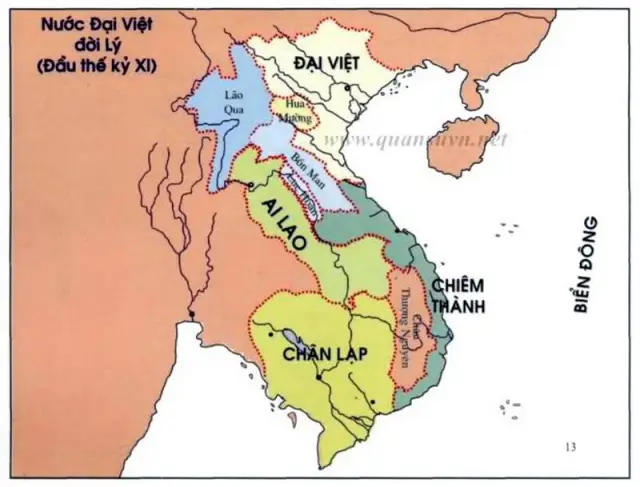 Nước Đại Việt
đời Lý
(Đầu thế kỷ XI)
ĐẠI VIỆT
Lão
Qua
Hua
Mường
www.quansuvn.net
Bồn Man
AI LAO
CHIÊM
THÀNH
BIỂN ĐÔNG
Thượng Nguyên
CHÂN LẠP
13